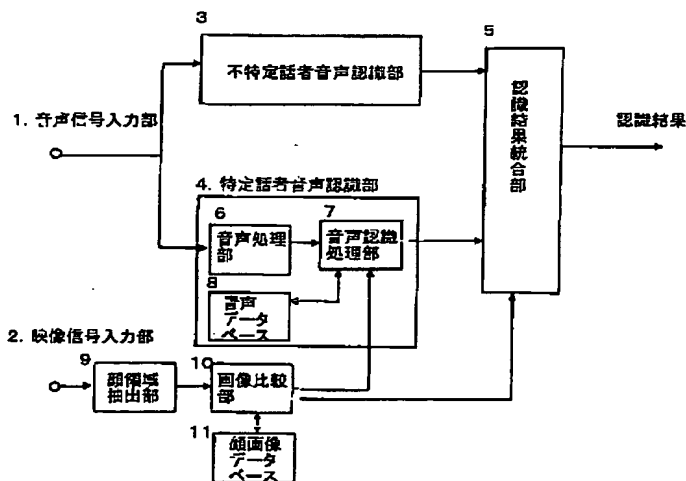 3
不特定話者音声認識部
5
認識結果統合部
1. 音声信号入力部
認識結果
4. 特定話者音声認識部
6
音声処理
部
7
音声認識
処理部
8
音声
データ
ベース
2. 映像信号入力部
9
顔領域
抽出部
10
画像比較
部
11
顔画像
データ
ベース